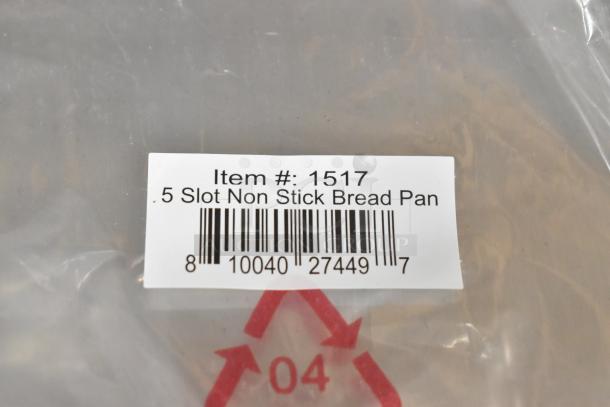 Item #: 1517
.5 Slot Non Stick Bread Pan
8 10040 27449 7
04